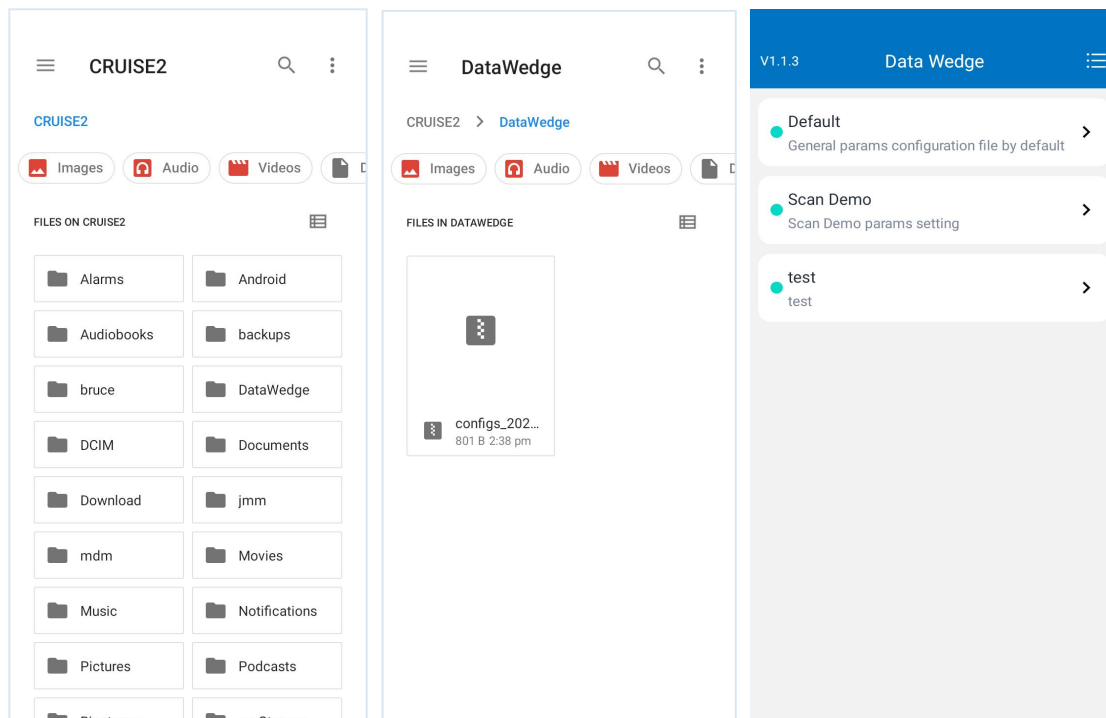 CRUISE2
CRUISE2
Images Audio Videos
FILES ON CRUISE2
Alarms Android
Audiobooks backups
bruce DataWedge
DCIM Documents
Download jmm
mdm Movies
Music Notifications
Pictures Podcasts
DataWedge
CRUISE2 > DataWedge
Images Audio Videos
FILES IN DATAWEDGE
configs_202...
801 B 2:38 pm
V1.1.3 Data Wedge
Default
General params configuration file by default
Scan Demo
Scan Demo params setting
test
test